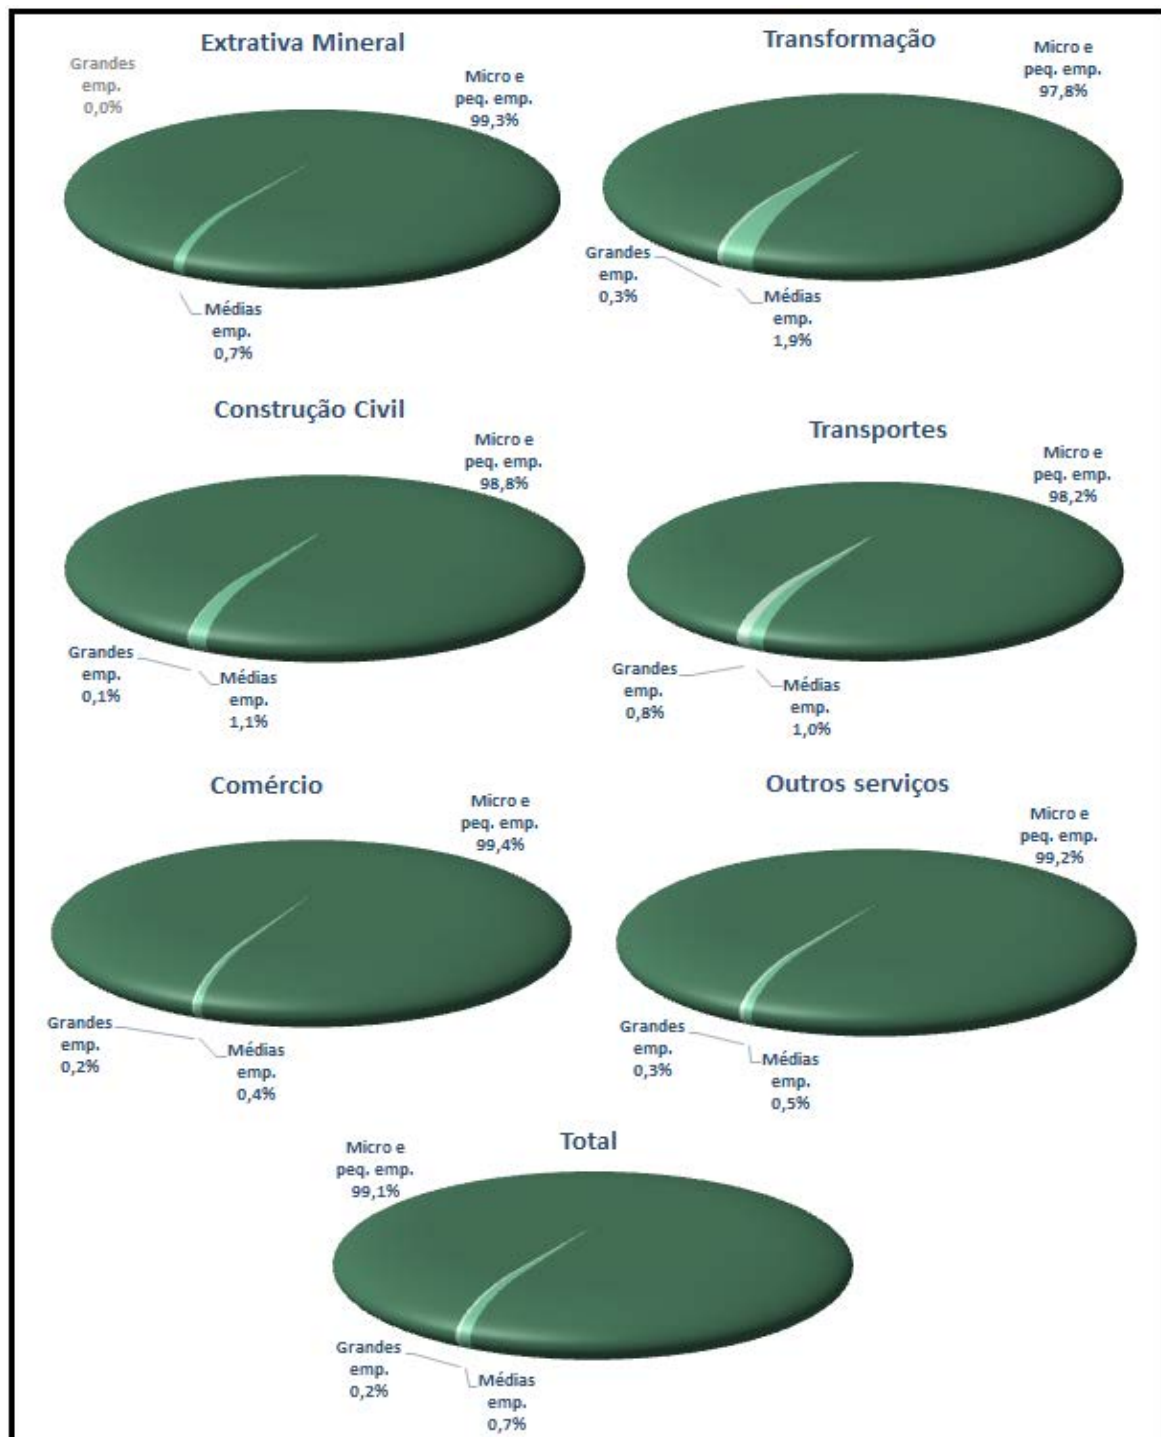 Extrativa Mineral
Grandes
emp.
0,0%
Micro e
peq. emp.
99,3%
Médias
emp.
0,7%
Transformação
Micro e
peq. emp.
97,8%
Grandes
emp.
0,3%
Médias
emp.
1,9%
Construção Civil
Micro e
peq. emp.
98,8%
Grandes
emp.
0,1%
Médias
emp.
1,1%
Transportes
Micro e
peq. emp.
98,2%
Grandes
emp.
0,8%
Médias
emp.
1,0%
Comércio
Micro e
peq. emp.
99,4%
Grandes
emp.
0,2%
Médias
emp.
0,4%
Outros serviços
Micro e
peq. emp.
99,2%
Grandes
emp.
0,3%
Médias
emp.
0,5%
Total
Micro e
peq. emp.
99,1%
Grandes
emp.
0,2%
Médias
emp.
0,7%